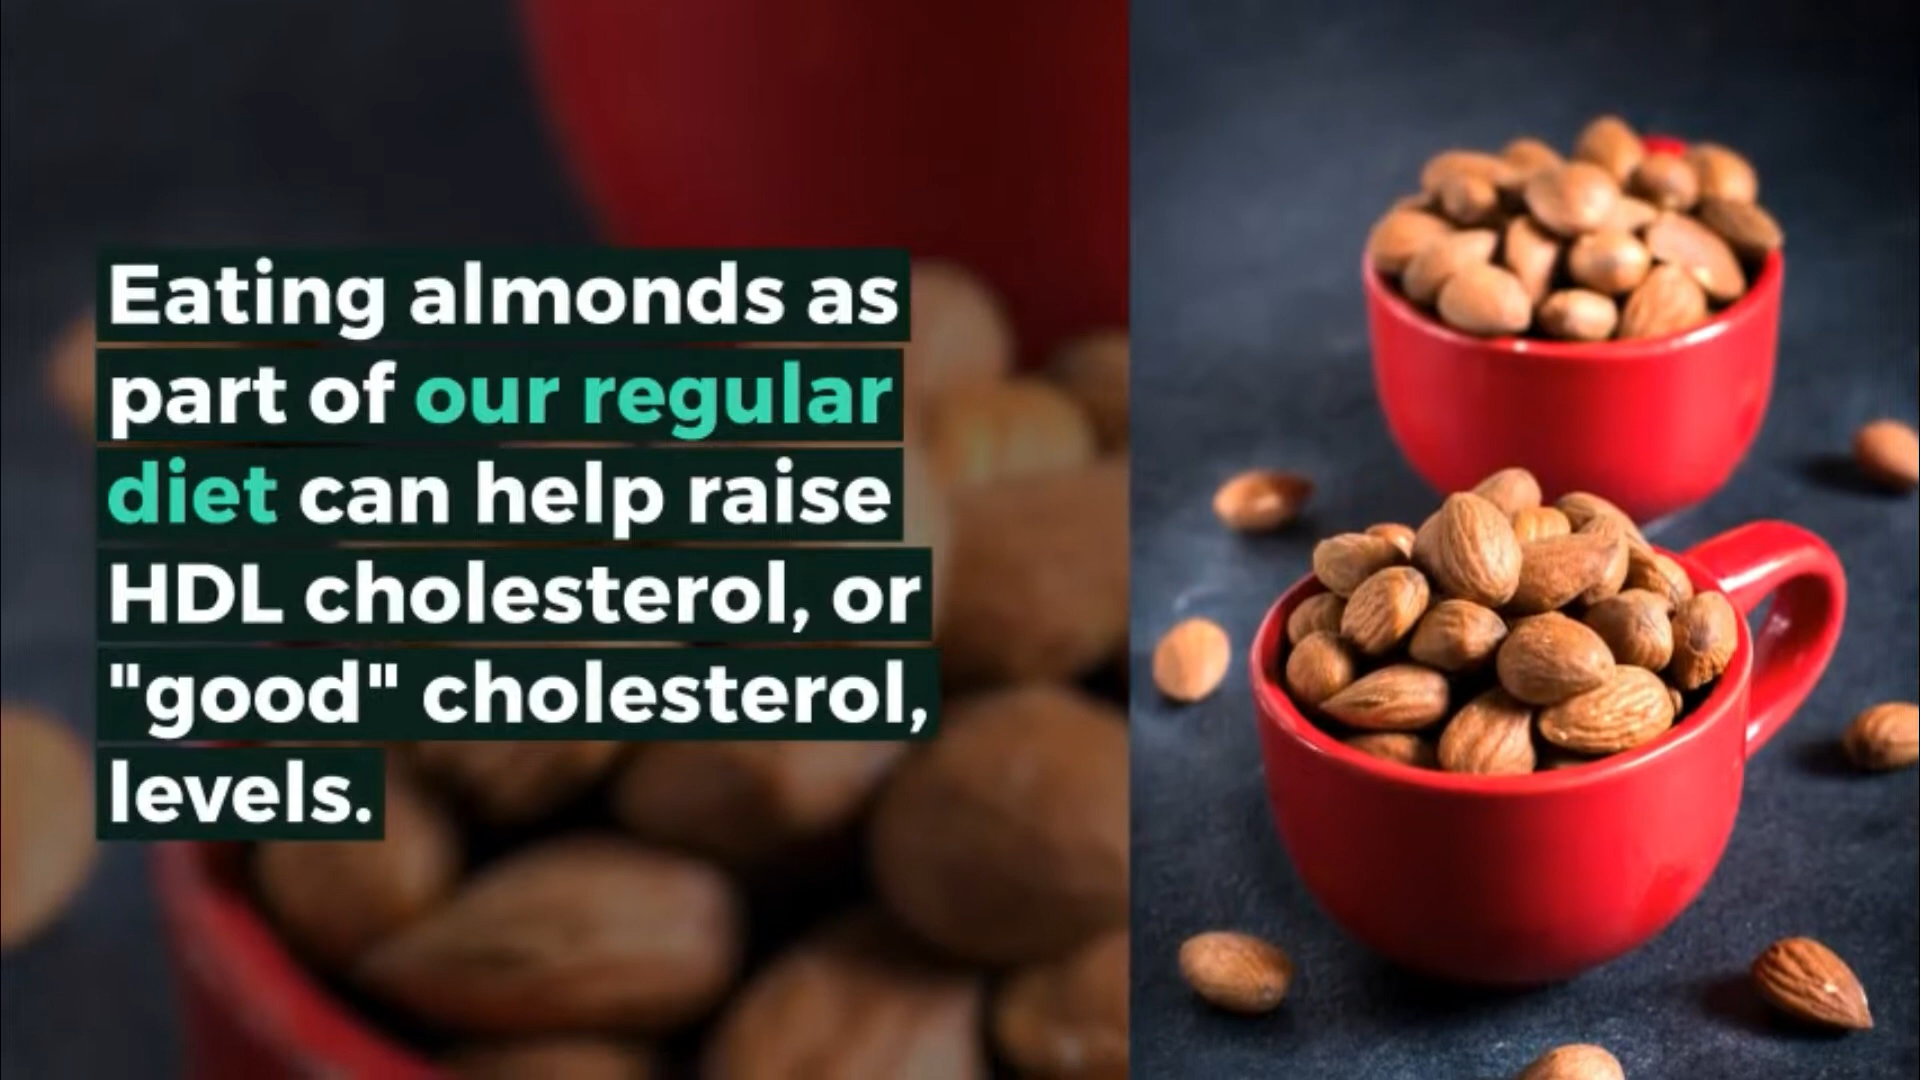 Eating almonds as
part of our regular
diet can help raise
HDL cholesterol, or
"good" cholesterol,
levels.